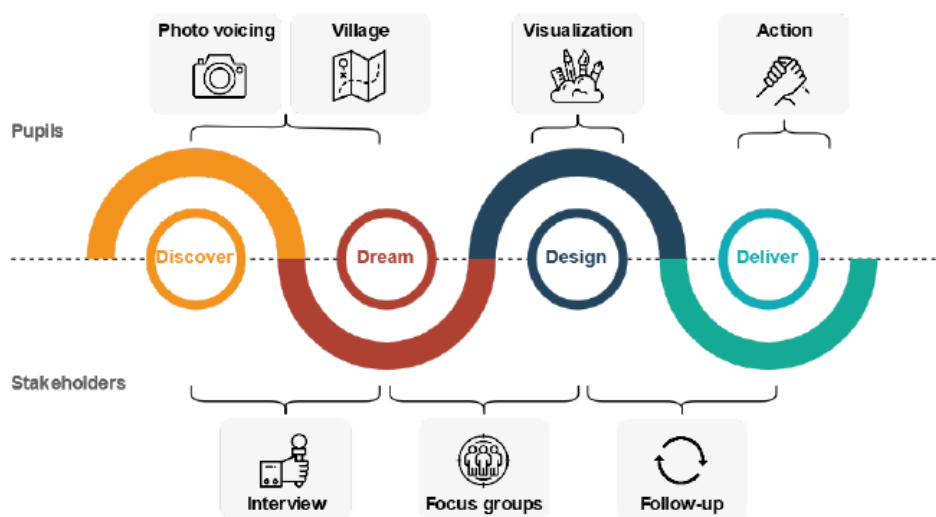 Photo voicing
Village
Visualization
Action
Pupils
Discover
Dream
Design
Deliver
Stakeholders
Interview
Focus groups
Follow-up